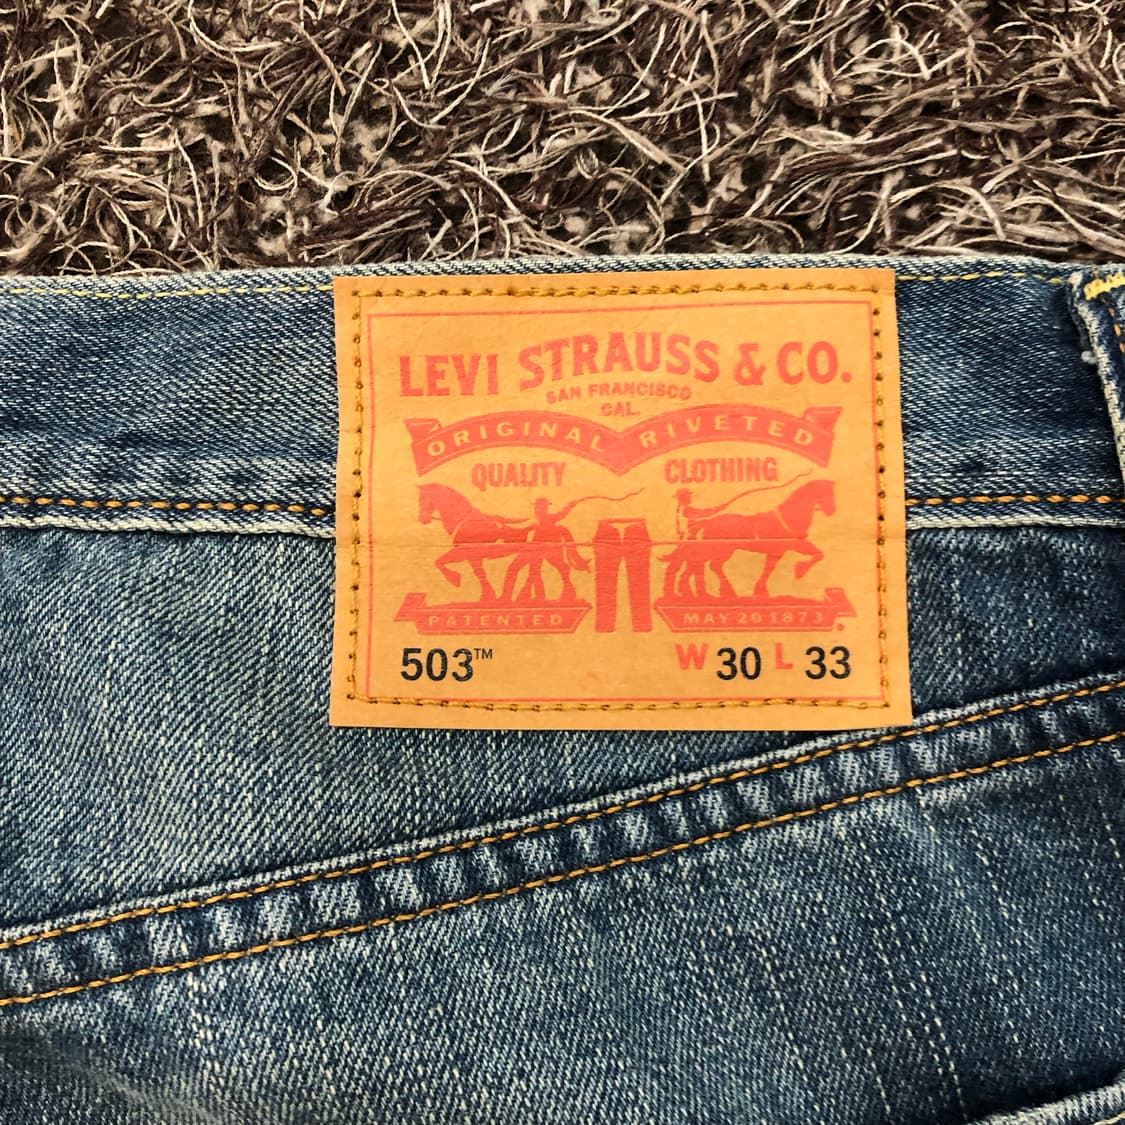 LEVI STRAUSS & CO.
SAN FRANCISCO
CAL.
ORIGINAL RIVETED
QUALITY CLOTHING
PATENTED MAY 20 1873
503™ W 30 L 33